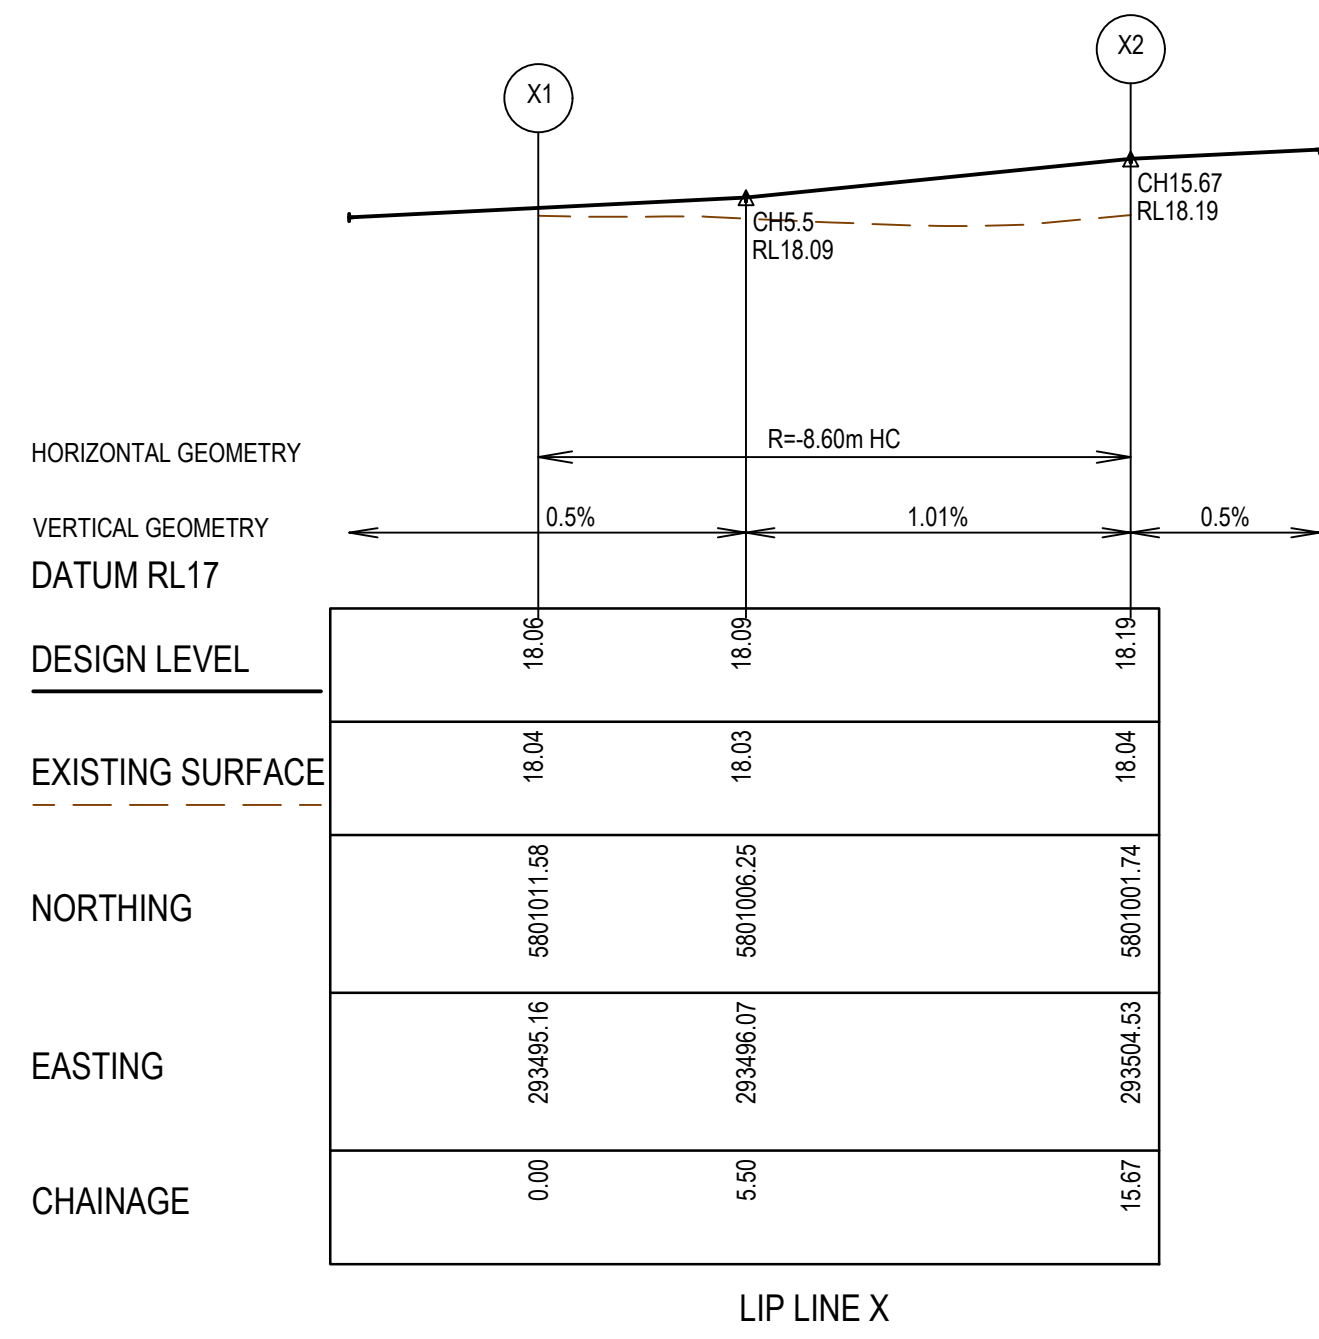 X1
X2
CH5.5
RL18.09
CH15.67
RL18.19
HORIZONTAL GEOMETRY
R=-8.60m HC
VERTICAL GEOMETRY
0.5%
1.01%
0.5%
DATUM RL17
DESIGN LEVEL
18.06
18.09
18.19
EXISTING SURFACE
18.04
18.03
18.04
NORTHING
5801011.58
5801006.25
5801001.74
EASTING
293495.16
293496.07
293504.53
CHAINAGE
0.00
5.50
15.67
LIP LINE X